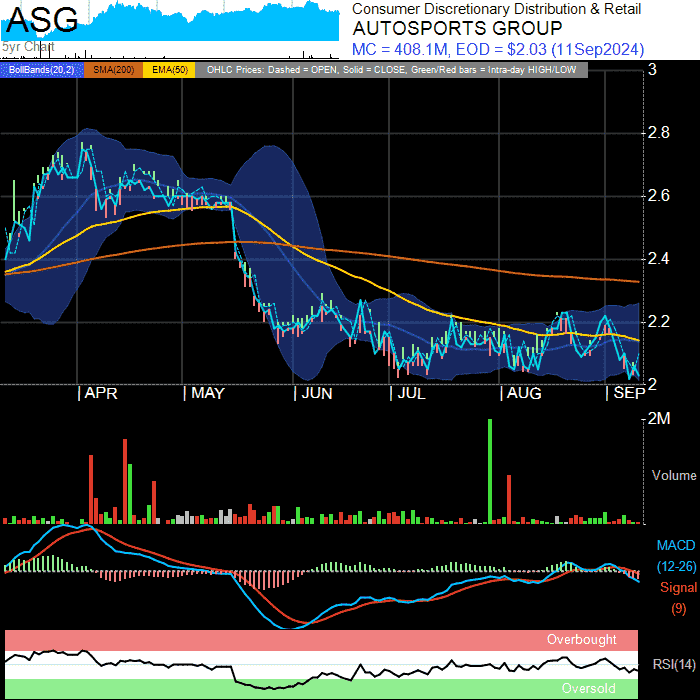 ASG
5yr Chart
Consumer Discretionary Distribution & Retail
AUTOSPORTS GROUP
MC = 408.1M, EOD = $2.03 (11Sep2024)
BollBands(20,2)
SMA(200)
EMA(50)
OHLC Prices: Dashed = OPEN, Solid = CLOSE, Green/Red bars = Intra-day HIGH/LOW
3
2.8
2.6
2.4
2.2
2
APR
MAY
JUN
JUL
AUG
SEP
2M
Volume
MACD
(12-26)
Signal
(9)
Overbought
RSI(14)
Oversold